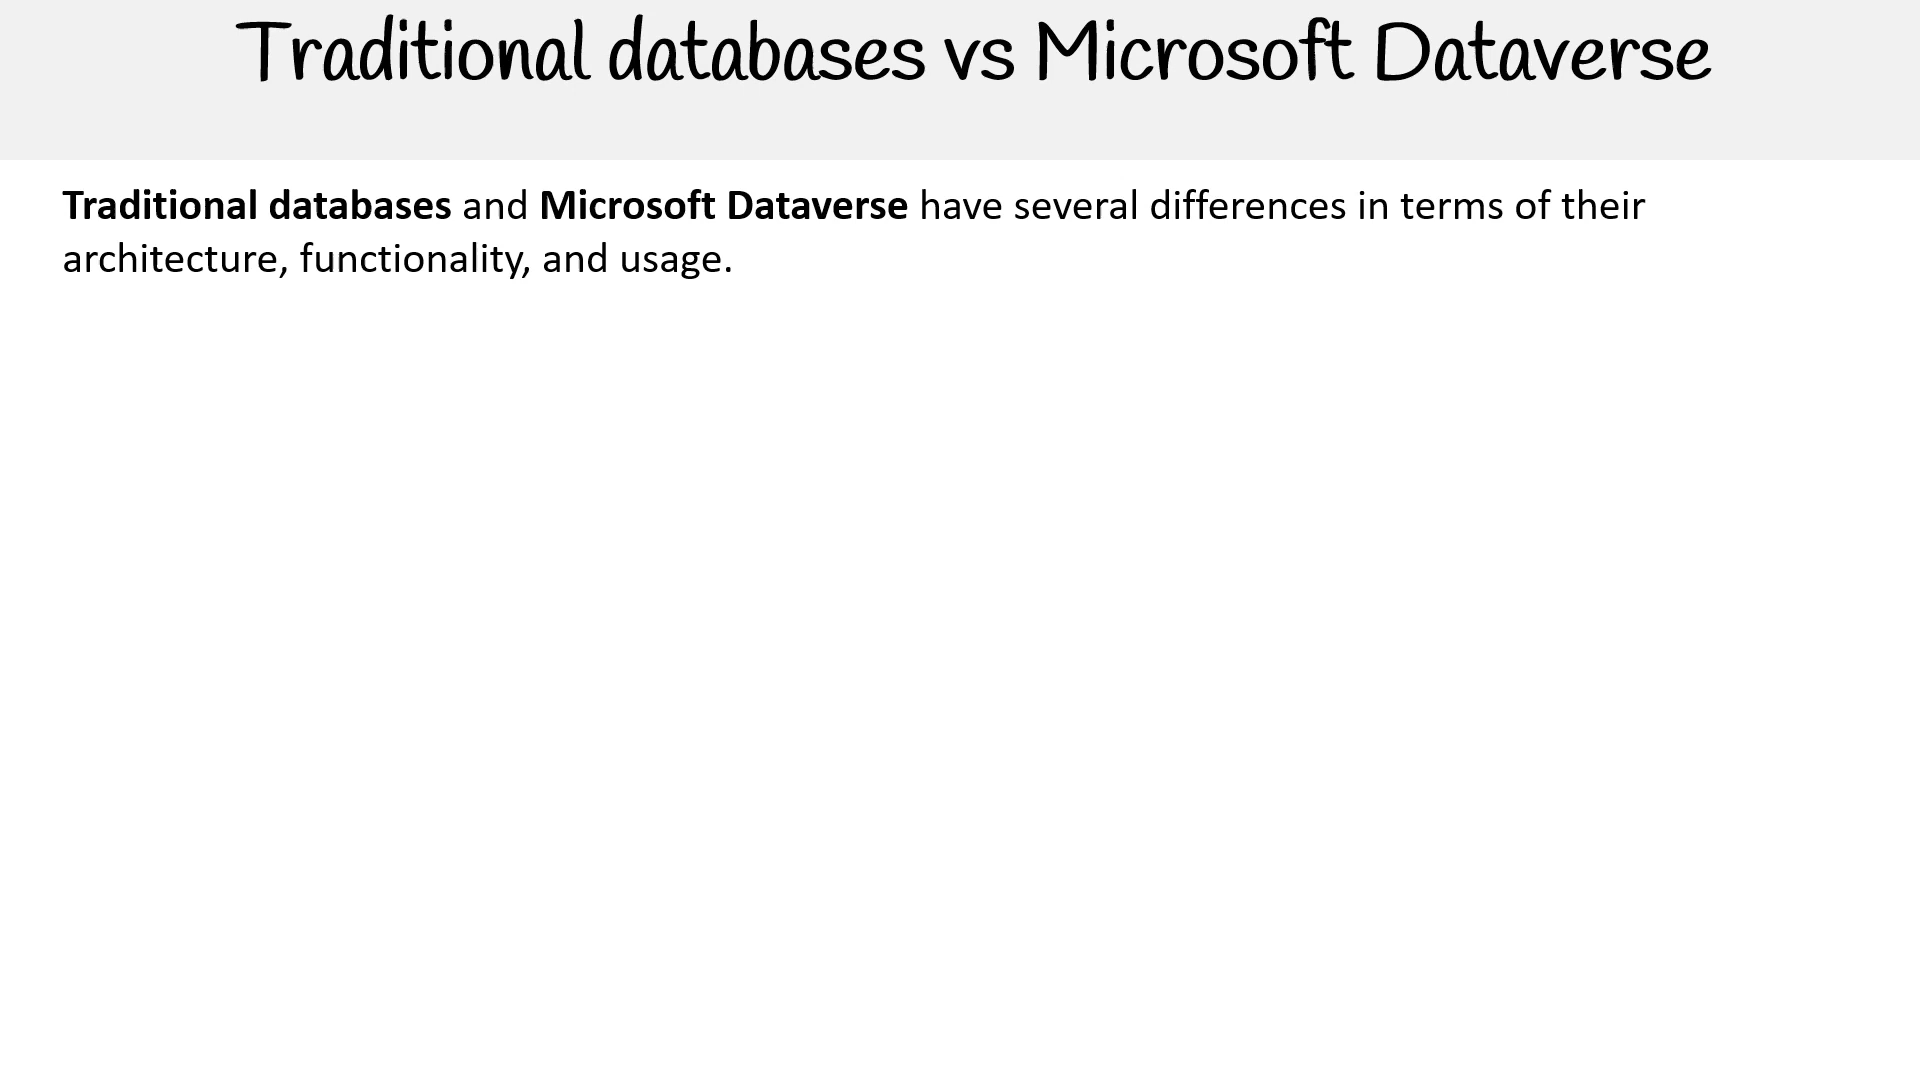 Traditional databases vs Microsoft Dataverse
Traditional databases and Microsoft Dataverse have several differences in terms of their
architecture, functionality, and usage.